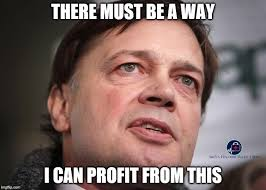 THERE MUST BE A WAY
I CAN PROFIT FROM THIS
imgflip.com